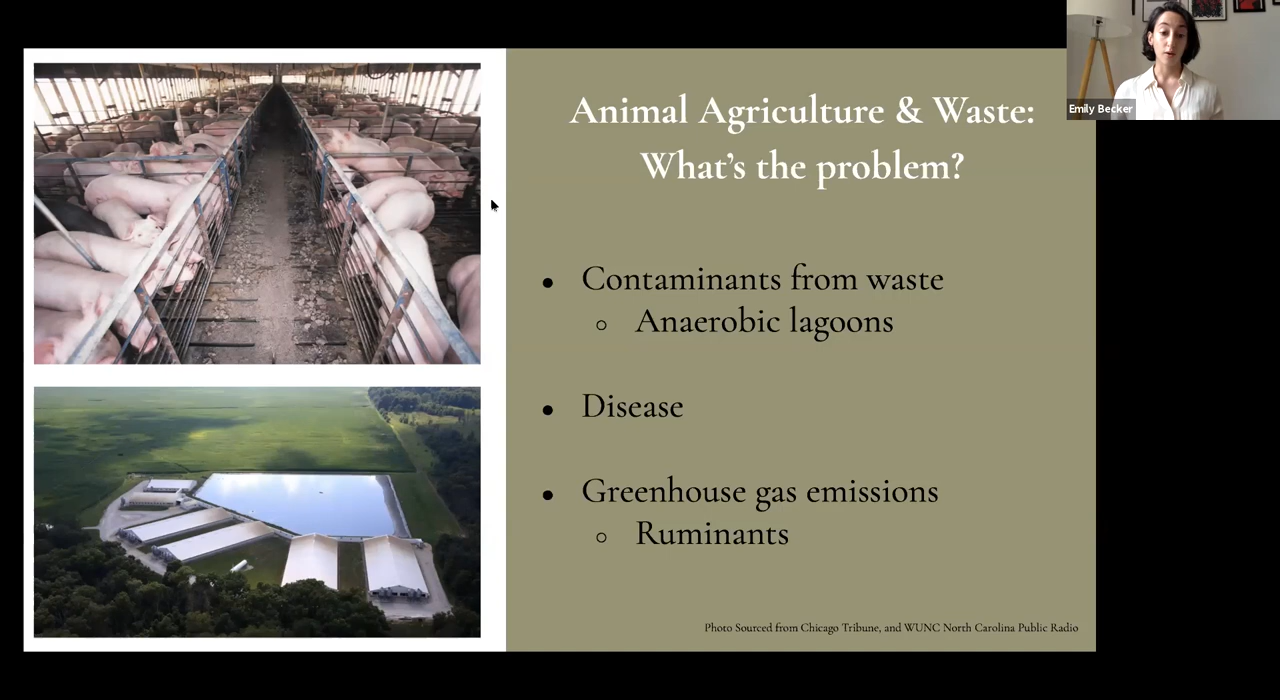 Animal Agriculture & Waste:
What's the problem?
Emily Becker
● Contaminants from waste
○ Anaerobic lagoons
● Disease
● Greenhouse gas emissions
○ Ruminants
Photo Sourced from Chicago Tribune, and WUNC North Carolina Public Radio